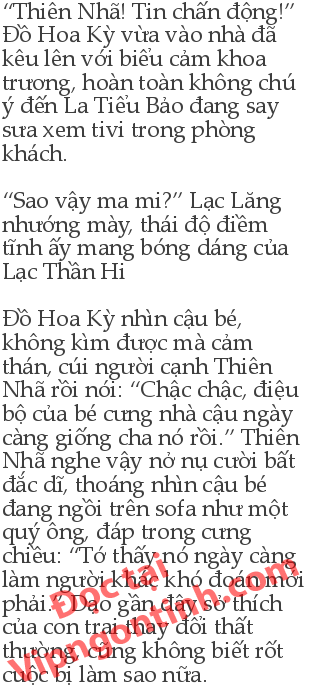 “Thiên Nhã! Tin chấn động!”
Đồ Hoa Kỳ vừa vào nhà đã
kêu lên với biểu cảm khoa
trương, hoàn toàn không chú
ý đến La Tiểu Bảo đang say
sưa xem tivi trong phòng
khách.
“Sao vậy ma mi?” Lạc Lăng
nhướng mày, thái độ điềm
tĩnh ấy mang bóng dáng của
Lạc Thần Hi
Đồ Hoa Kỳ nhìn cậu bé,
không kìm được mà cảm
thán, cúi người cạnh Thiên
Nhã rồi nói: “Chậc chậc, điệu
bộ của bé cưng nhà cậu ngày
càng giống cha nó rồi.” Thiên
Nhã nghe vậy nở nụ cười bất
đắc dĩ, thoáng nhìn cậu bé
đang ngồi trên sofa như một
quý ông, đáp trong cưng
chiều: “Tớ thấy nó ngày càng
làm người khác khó đoán mới
phải.” Dạo gần đây sở thích
của con trai thay đổi thất
thường, cũng không biết rốt
cuộc bị làm sao nữa.
Đọc tại
Vipngontinh.com